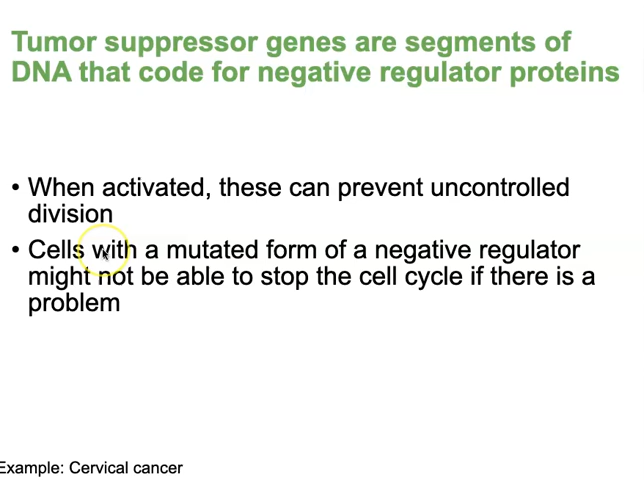 Tumor suppressor genes are segments of
DNA that code for negative regulator proteins
• When activated, these can prevent uncontrolled
division
• Cells with a mutated form of a negative regulator
might not be able to stop the cell cycle if there is a
problem
Example: Cervical cancer